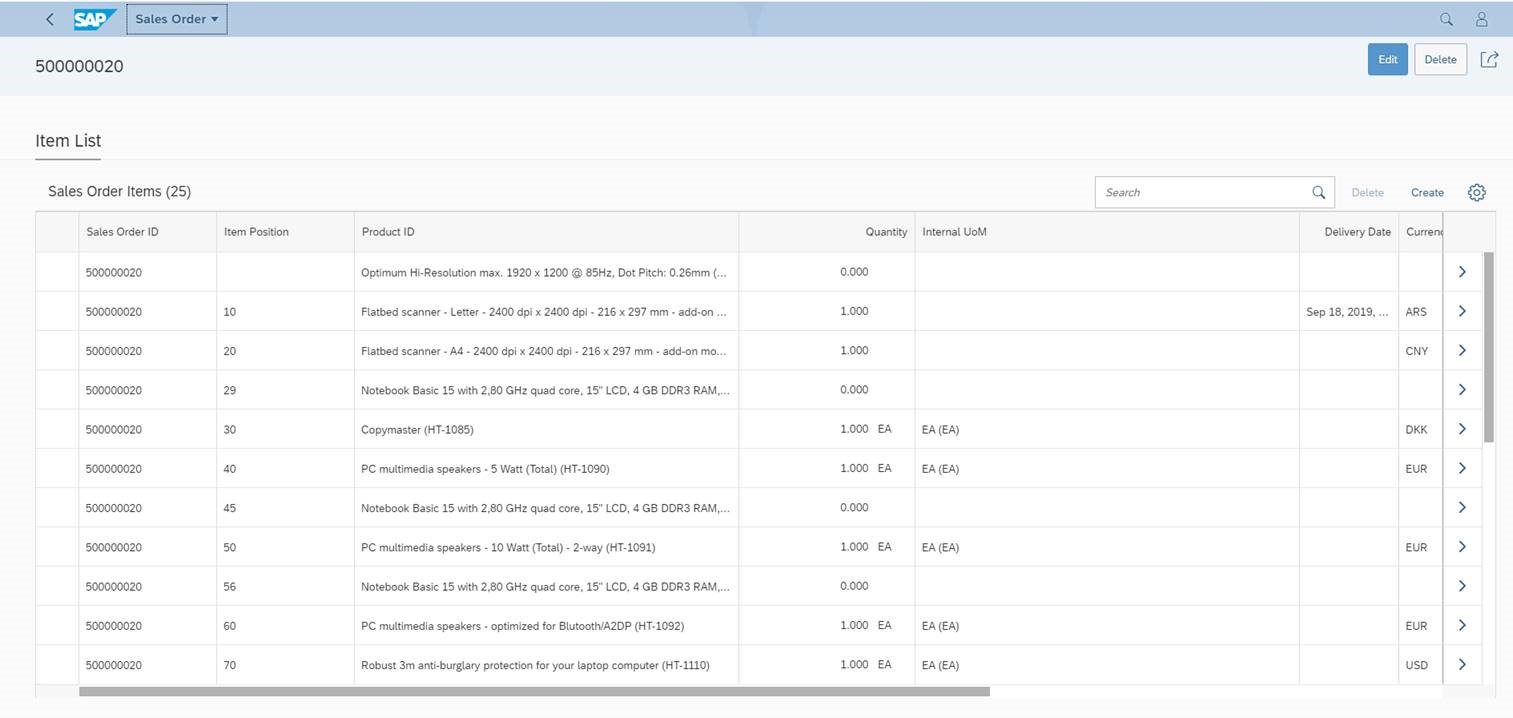 SAP Sales Order
500000020 Edit Delete
Item List
Sales Order Items (25) Search Delete Create
Sales Order ID Item Position Product ID Quantity Internal UoM Delivery Date Currenc
500000020 Optimum Hi-Resolution max. 1920 x 1200 @ 85Hz, Dot Pitch: 0.26mm (... 0.000
500000020 10 Flatbed scanner - Letter - 2400 dpi x 2400 dpi - 216 x 297 mm - add-on ... 1.000 Sep 18, 2019, ... ARS
500000020 20 Flatbed scanner - A4 - 2400 dpi x 2400 dpi - 216 x 297 mm - add-on mo... 1.000 CNY
500000020 29 Notebook Basic 15 with 2,80 GHz quad core, 15" LCD, 4 GB DDR3 RAM,... 0.000
500000020 30 Copymaster (HT-1085) 1.000 EA EA (EA) DKK
500000020 40 PC multimedia speakers - 5 Watt (Total) (HT-1090) 1.000 EA EA (EA) EUR
500000020 45 Notebook Basic 15 with 2,80 GHz quad core, 15" LCD, 4 GB DDR3 RAM,... 0.000
500000020 50 PC multimedia speakers - 10 Watt (Total) - 2-way (HT-1091) 1.000 EA EA (EA) EUR
500000020 56 Notebook Basic 15 with 2,80 GHz quad core, 15" LCD, 4 GB DDR3 RAM,... 0.000
500000020 60 PC multimedia speakers - optimized for Blutooth/A2DP (HT-1092) 1.000 EA EA (EA) EUR
500000020 70 Robust 3m anti-burglary protection for your laptop computer (HT-1110) 1.000 EA EA (EA) USD